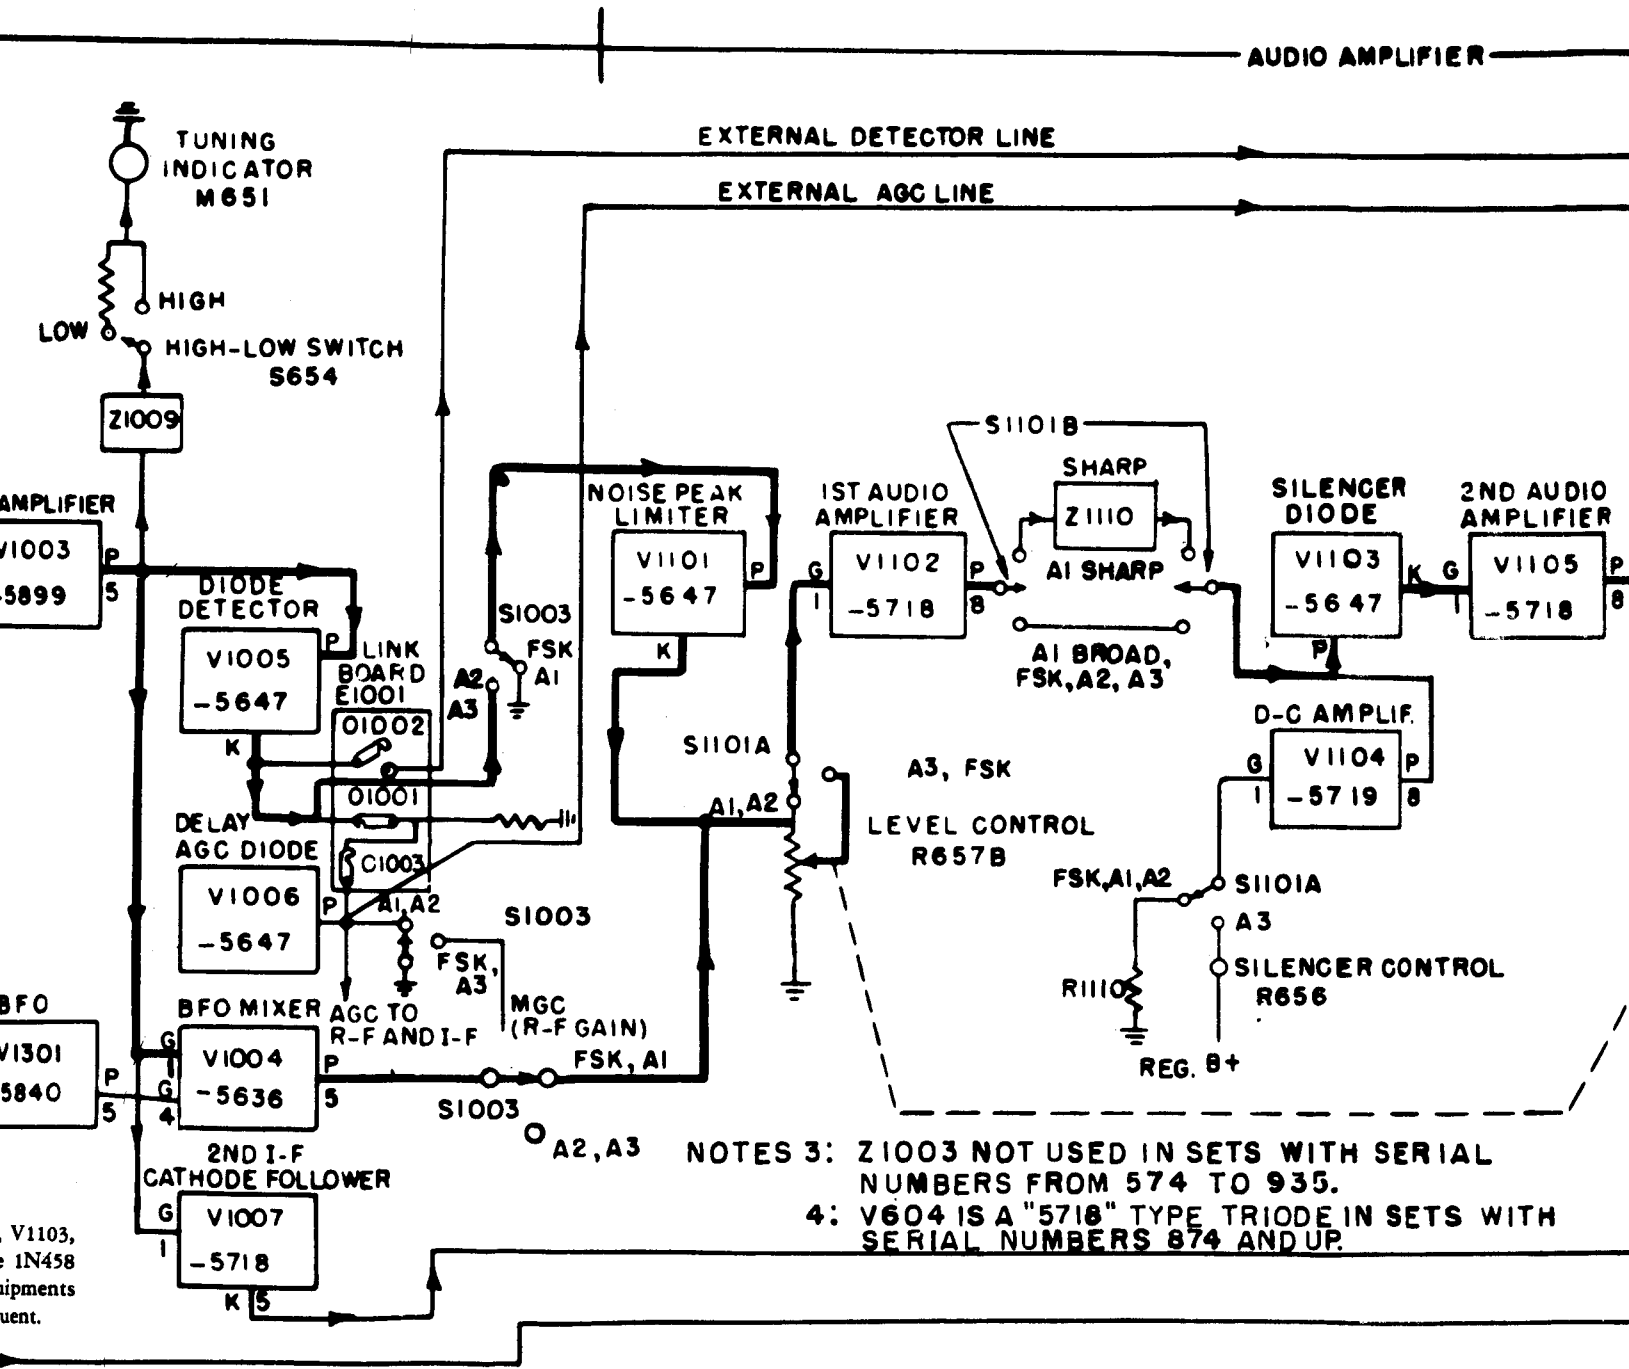 AUDIO AMPLIFIER
EXTERNAL DETECTOR LINE
EXTERNAL AGC LINE
TUNING
INDICATOR
M651
HIGH
LOW
HIGH-LOW SWITCH
S654
Z1009
AMPLIFIER
V1003
5899
P
5
DIODE
DETECTOR
V1005
-5647
P
K
LINK
BOARD
E1001
O1002
O1001
C1003
S1003
FSK
A1
A2
A3
NOISE PEAK
LIMITER
V1101
-5647
P
K
1ST AUDIO
AMPLIFIER
V1102
-5718
G
1
P
8
S1101B
SHARP
Z1110
A1 SHARP
A1 BROAD,
FSK, A2, A3
SILENCER
DIODE
V1103
-5647
K
P
2ND AUDIO
AMPLIFIER
V1105
-5718
G
1
P
8
D-C AMPLIF.
V1104
-5719
G
1
P
8
S1101A
A1, A2
A3, FSK
LEVEL CONTROL
R657B
FSK, A1, A2
S1101A
A3
SILENCER CONTROL
R656
R1110
REG. B+
DELAY
AGC DIODE
V1006
-5647
P
A1, A2
S1003
FSK,
A3
MGC
(R-F GAIN)
AGC TO
R-F AND I-F
BFO
V1301
5840
P
5
BFO MIXER
V1004
-5636
G
1
G
4
P
5
FSK, A1
S1003
A2, A3
2ND I-F
CATHODE FOLLOWER
V1007
-5718
G
1
K 5
NOTES 3: Z1003 NOT USED IN SETS WITH SERIAL
NUMBERS FROM 574 TO 935.
4: V604 IS A "5718" TYPE TRIODE IN SETS WITH
SERIAL NUMBERS 874 AND UP.
, V1103,
e 1N458
uipments
uent.